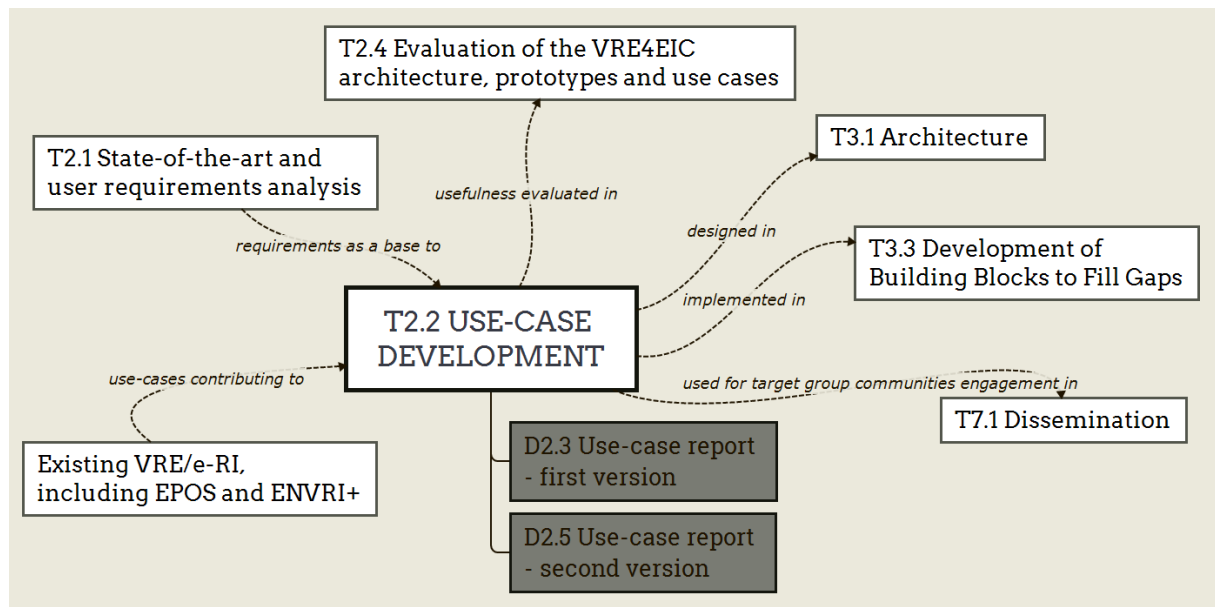 T2.4 Evaluation of the VRE4EIC
architecture, prototypes and use cases
T3.1 Architecture
T2.1 State-of-the-art and
user requirements analysis
usefulness evaluated in
designed in
requirements as a base to
T3.3 Development of
Building Blocks to Fill Gaps
implemented in
T2.2 USE-CASE
DEVELOPMENT
use-cases contributing to
used for target group communities engagement in
T7.1 Dissemination
Existing VRE/e-RI,
including EPOS and ENVRI+
D2.3 Use-case report
- first version
D2.5 Use-case report
- second version